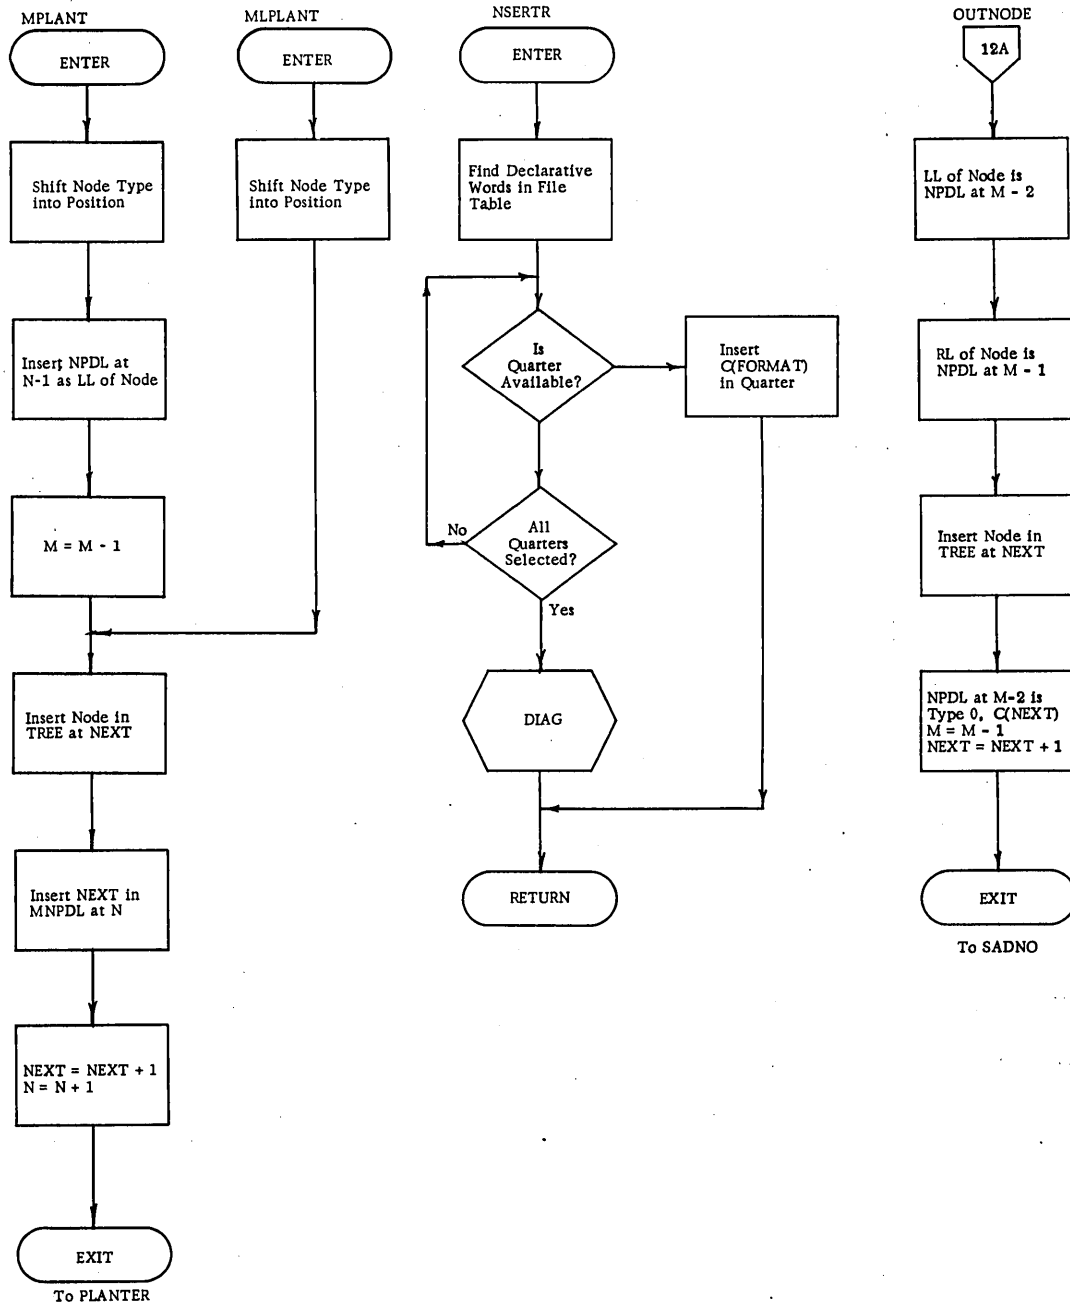 MPLANT
ENTER
Shift Node Type
into Position
Insert NPDL at
N-1 as LL of Node
M = M - 1
Insert Node in
TREE at NEXT
Insert NEXT in
MNPDL at N
NEXT = NEXT + 1
N = N + 1
EXIT
To PLANTER
MLPLANT
ENTER
Shift Node Type
into Position
NSERTR
ENTER
Find Declarative
Words in File
Table
Is
Quarter
Available?
Insert
C(FORMAT)
in Quarter
No
All
Quarters
Selected?
Yes
DIAG
RETURN
OUTNODE
12A
LL of Node is
NPDL at M - 2
RL of Node is
NPDL at M - 1
Insert Node in
TREE at NEXT
NPDL at M-2 is
Type 0, C(NEXT)
M = M - 1
NEXT = NEXT + 1
EXIT
To SADNO